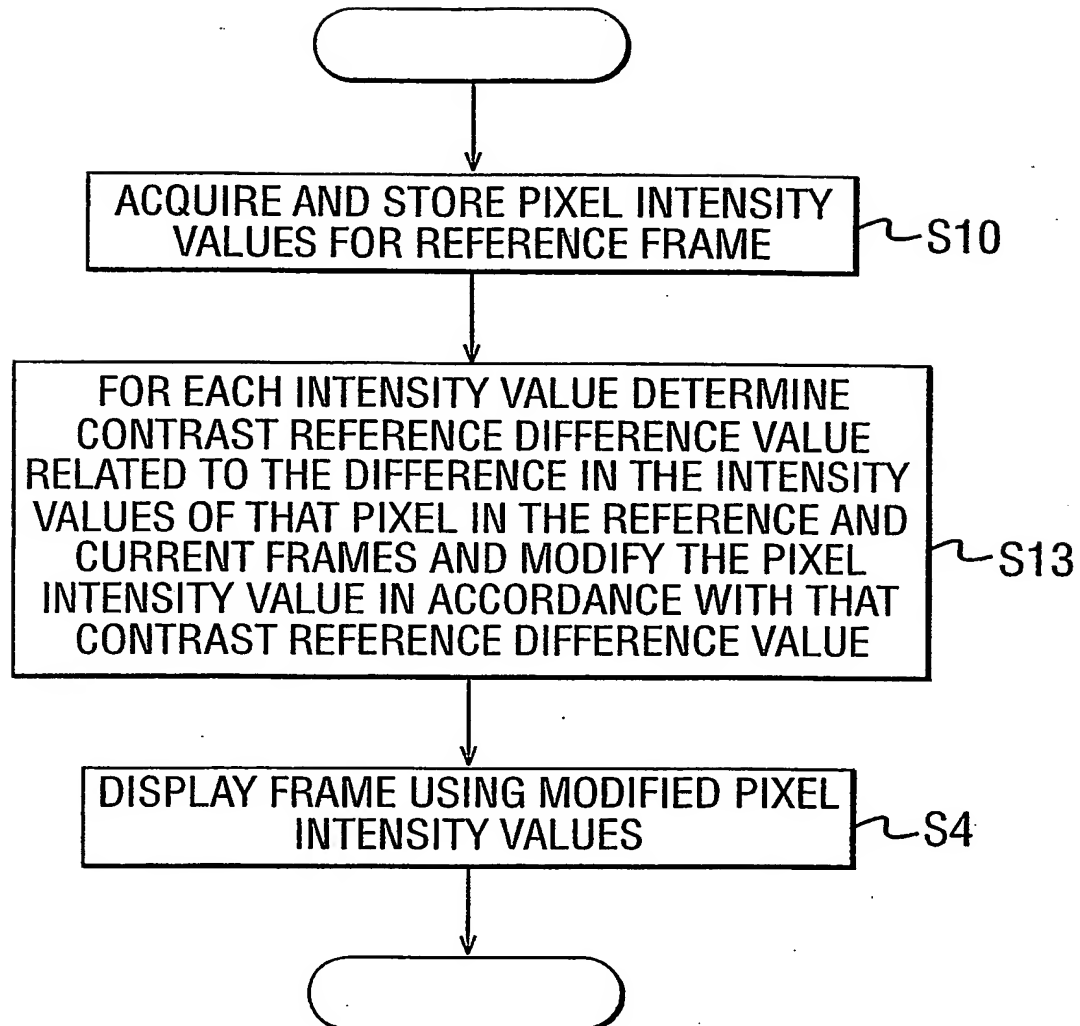 ACQUIRE AND STORE PIXEL INTENSITY
VALUES FOR REFERENCE FRAME
S10
FOR EACH INTENSITY VALUE DETERMINE
CONTRAST REFERENCE DIFFERENCE VALUE
RELATED TO THE DIFFERENCE IN THE INTENSITY
VALUES OF THAT PIXEL IN THE REFERENCE AND
CURRENT FRAMES AND MODIFY THE PIXEL
INTENSITY VALUE IN ACCORDANCE WITH THAT
CONTRAST REFERENCE DIFFERENCE VALUE
S13
DISPLAY FRAME USING MODIFIED PIXEL
INTENSITY VALUES
S4